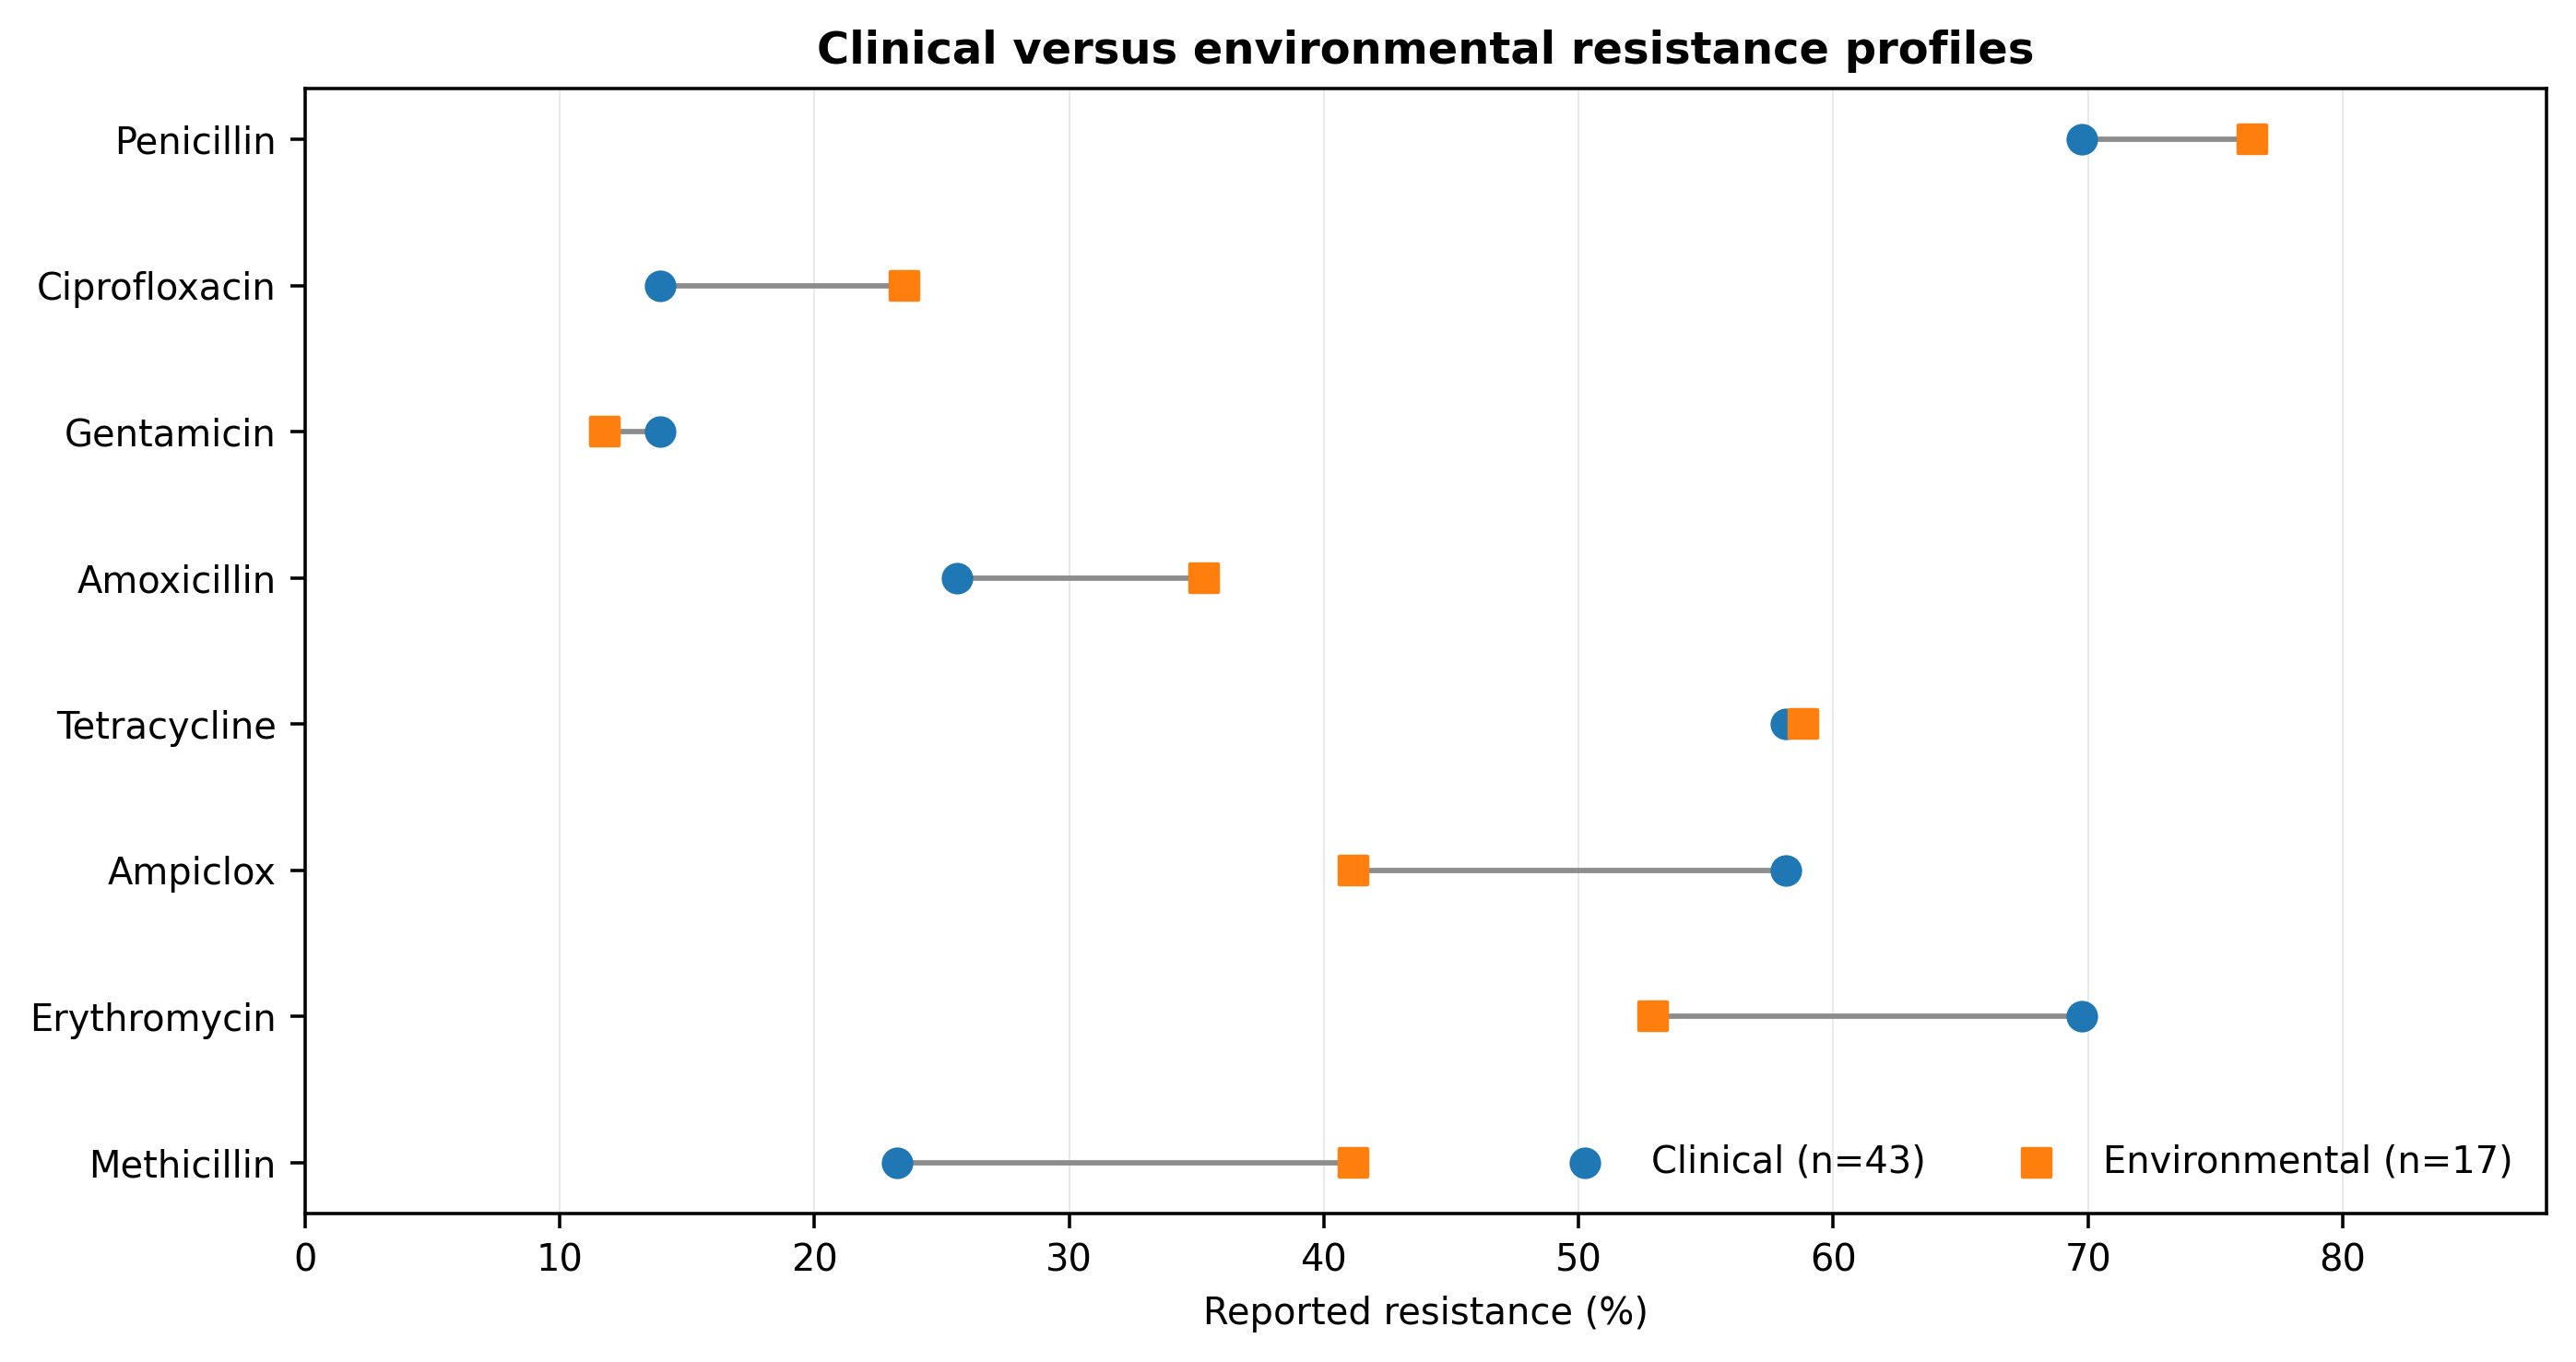 Clinical versus environmental resistance profiles
Penicillin
Ciprofloxacin
Gentamicin
Amoxicillin
Tetracycline
Ampiclox
Erythromycin
Methicillin
Clinical (n=43)
Environmental (n=17)
0 10 20 30 40 50 60 70 80
Reported resistance (%)